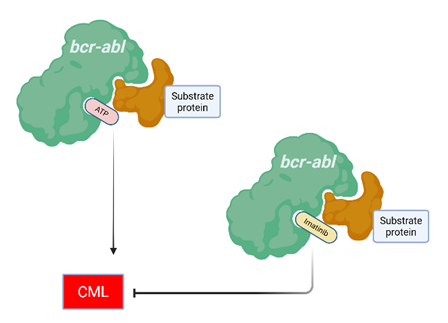 bcr-abl
ATP
Substrate
protein
bcr-abl
Imatinib
Substrate
protein
CML